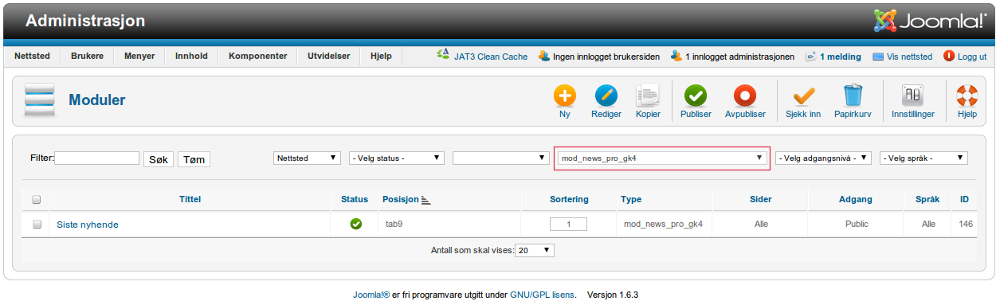 Administrasjon
Joomla!®
Nettsted Brukere Menyer Innhold Komponenter Utvidelser Hjelp JAT3 Clean Cache Ingen innlogget brukersiden 1 innlogget administrasjonen 1 melding Vis nettsted Logg ut
Moduler
Ny Rediger Kopier Publiser Avpubliser Sjekk inn Papirkurv Innstillinger Hjelp
Filter: Søk Tøm Nettsted - Velg status - mod_news_pro_gk4 - Velg adgangsnivå - - Velg språk -
Tittel Status Posisjon Sortering Type Sider Adgang Språk ID
Siste nyhende tab9 1 mod_news_pro_gk4 Alle Public Alle 146
Antall som skal vises: 20
Joomla!® er fri programvare utgitt under GNU/GPL lisens. Versjon 1.6.3